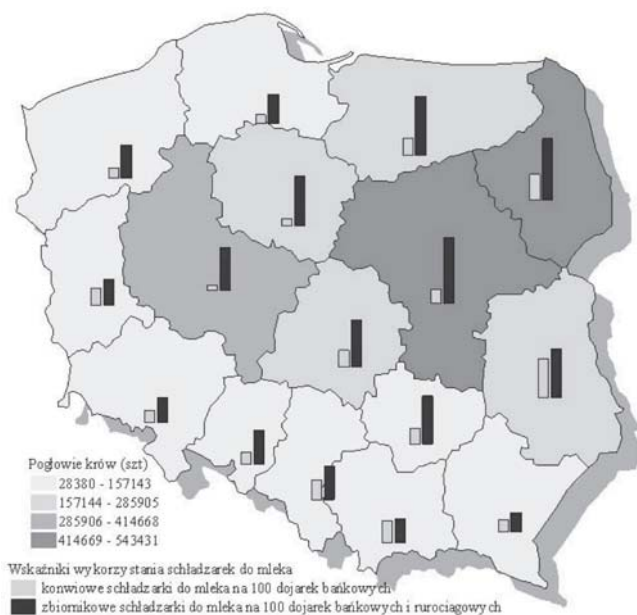 Pogłowie krów (szt)
28380 - 157143
157144 - 285905
285906 - 414668
414669 - 543431
Wskaźniki wykorzystania schładzarek do mleka
konwiowe schładzarki do mleka na 100 dojarek bańkowych
zbiornikowe schładzarki do mleka na 100 dojarek bańkowych i rurociągowych